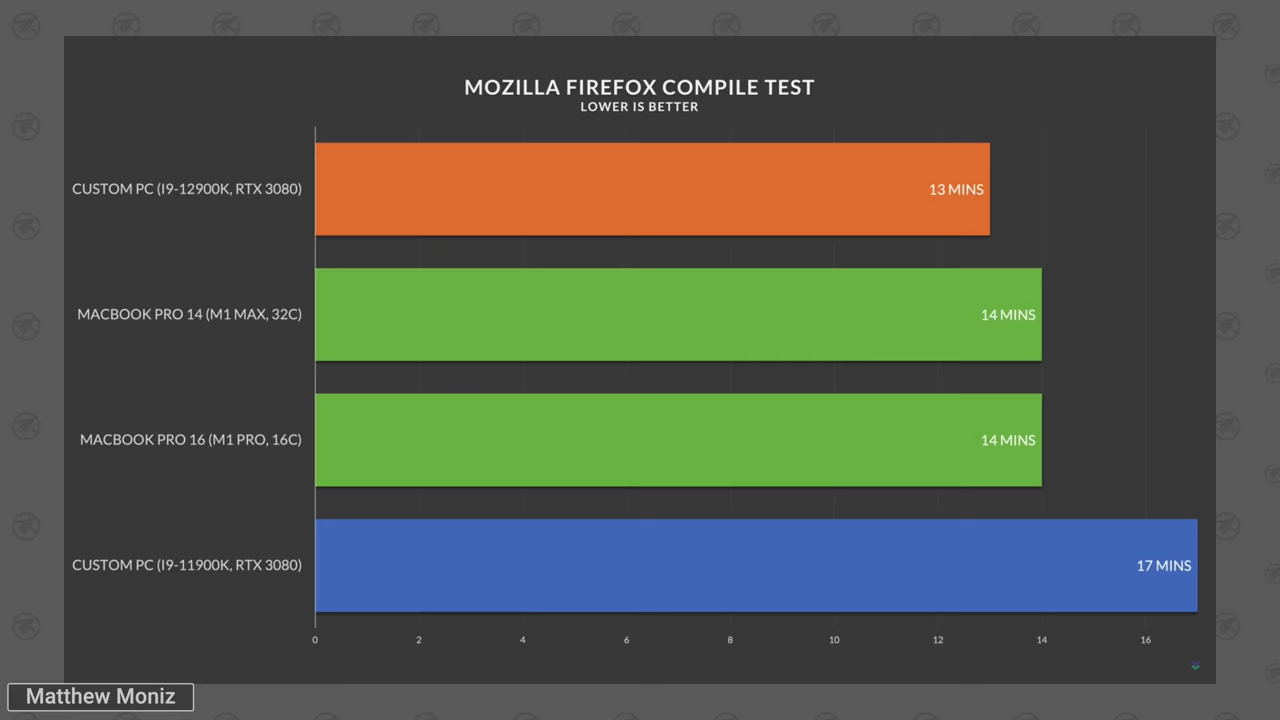 MOZILLA FIREFOX COMPILE TEST
LOWER IS BETTER
CUSTOM PC (I9-12900K, RTX 3080)
13 MINS
MACBOOK PRO 14 (M1 MAX, 32C)
14 MINS
MACBOOK PRO 16 (M1 PRO, 16C)
14 MINS
CUSTOM PC (I9-11900K, RTX 3080)
17 MINS
0 2 4 6 8 10 12 14 16
Matthew Moniz